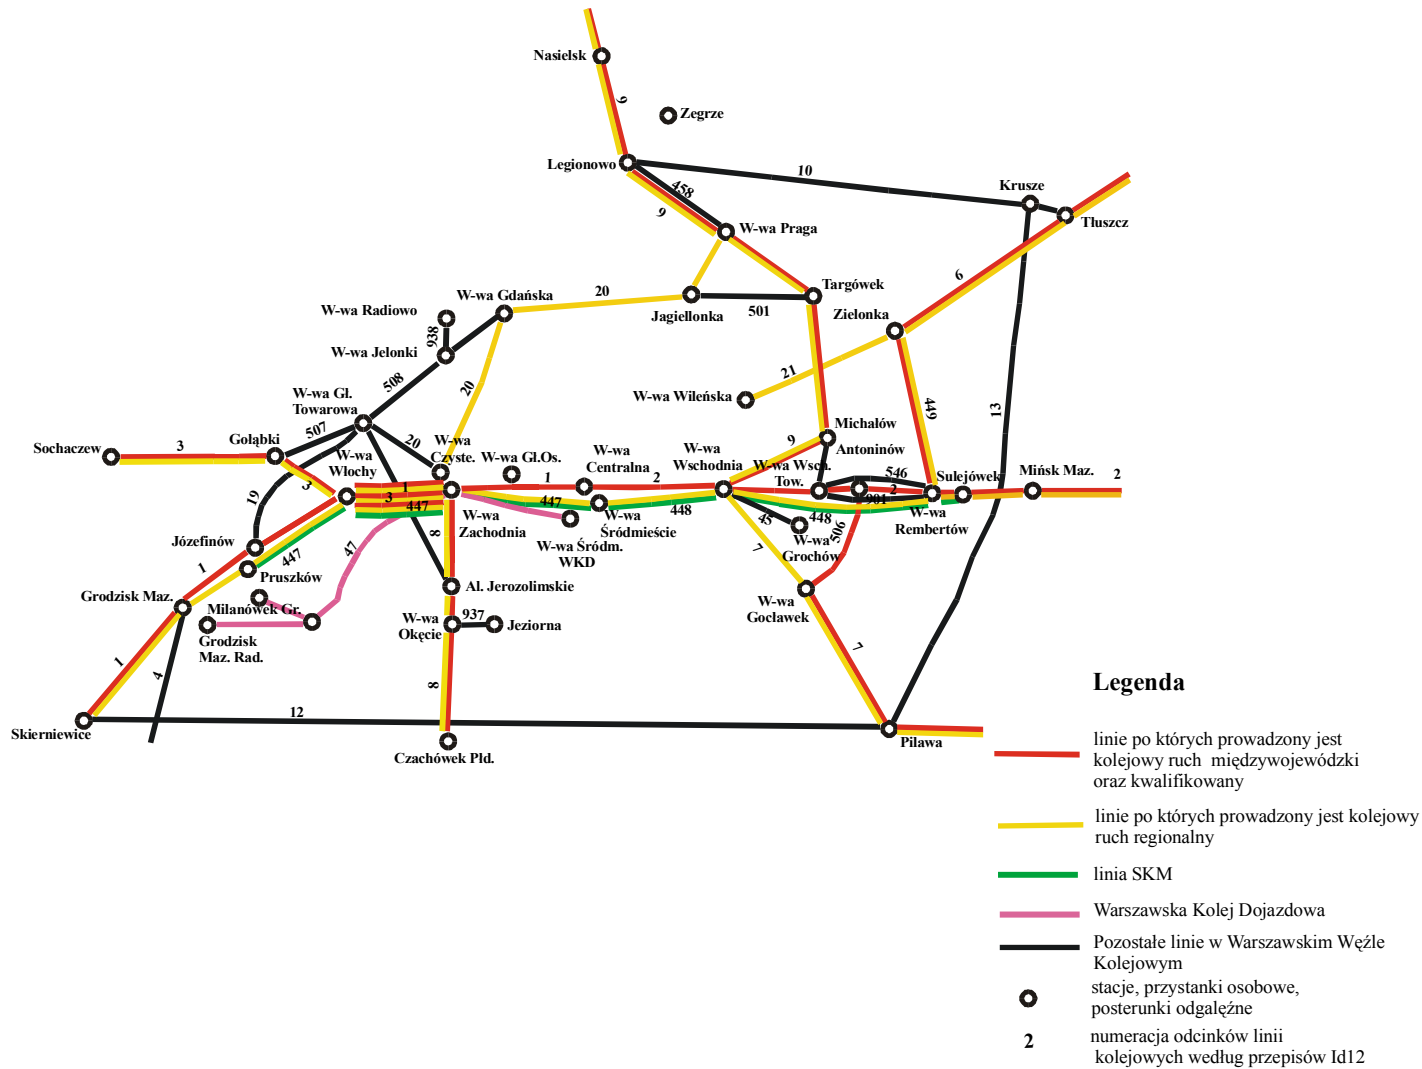 Nasielsk
9
Zegrze
Legionowo
10
458
9
Krusze
W-wa Praga
Tłuszcz
6
Targówek
W-wa Gdańska
20
W-wa Radiowo
Jagiellonka
501
Zielonka
938
W-wa Jelonki
508
20
21
W-wa Wileńska
449
13
W-wa Gł.
Towarowa
507
Sochaczew
3
Gołąbki
20
W-wa
Czyste.
W-wa Gł.Os.
W-wa
Centralna
W-wa
Wschodnia
9
Michałów
Antoninów
W-wa
Włochy
1
3
447
1
2
W-wa Wsch.
Tow.
546
2
901
Sulejówek
Mińsk Maz.
2
3
19
447
448
W-wa
Zachodnia
W-wa
Śródmieście
45
448
W-wa
Rembertów
W-wa
Grochów
506
Józefinów
1
447
47
8
W-wa Śródm.
WKD
7
Pruszków
Grodzisk Maz.
Milanówek Gr.
Al. Jerozolimskie
W-wa
Okęcie
937
Jeziorna
W-wa
Gocławek
Grodzisk
Maz. Rad.
1
4
8
7
12
Skierniewice
Czachówek Płd.
Pilawa
Legenda
linie po których prowadzony jest
kolejowy ruch międzywojewódzki
oraz kwalifikowany
linie po których prowadzony jest kolejowy
ruch regionalny
linia SKM
Warszawska Kolej Dojazdowa
Pozostałe linie w Warszawskim Węźle
Kolejowym
stacje, przystanki osobowe,
posterunki odgałęźne
2
numeracja odcinków linii
kolejowych według przepisów Id12